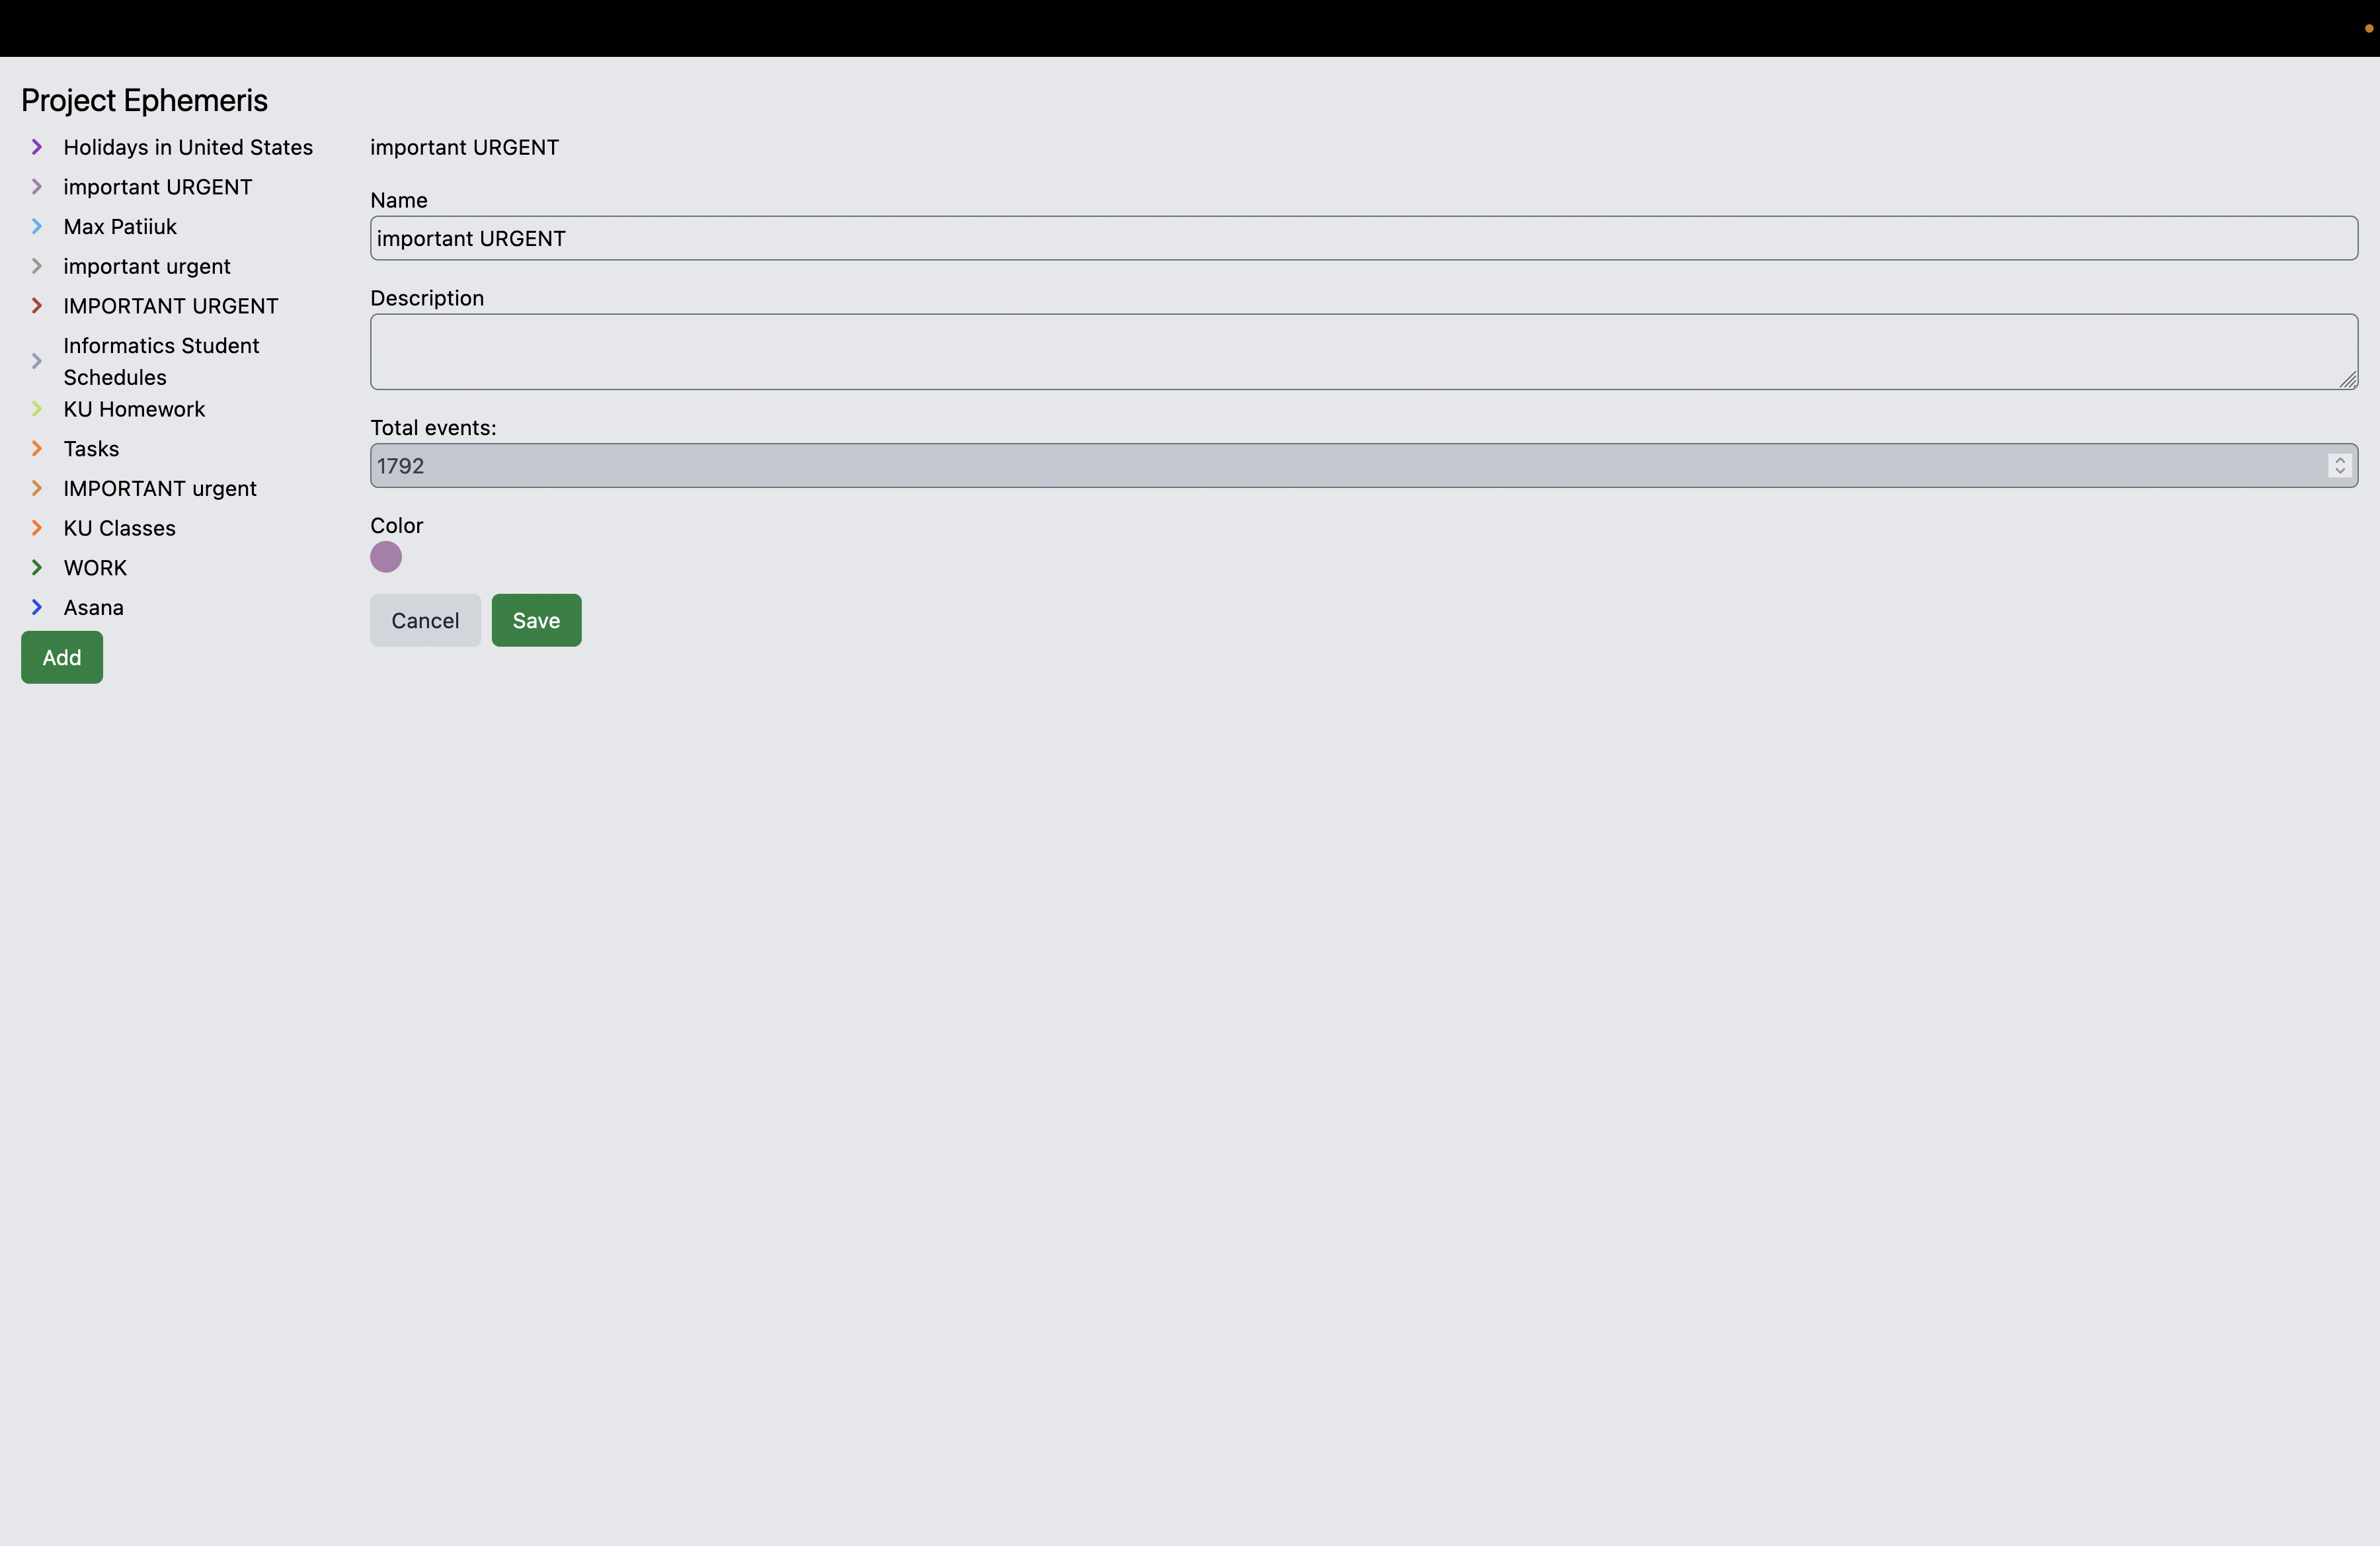 Project Ephemeris
Holidays in United States
important URGENT
Max Patiiuk
important urgent
IMPORTANT URGENT
Informatics Student
Schedules
KU Homework
Tasks
IMPORTANT urgent
KU Classes
WORK
Asana
Add
important URGENT
Name
important URGENT
Description
Total events:
1792
Color
Cancel
Save